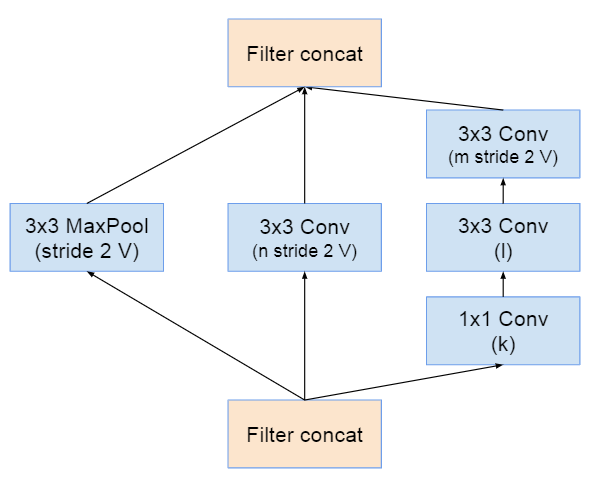 Filter concat
3x3 Conv
(m stride 2 V)
3x3 MaxPool
(stride 2 V)
3x3 Conv
(n stride 2 V)
3x3 Conv
(l)
1x1 Conv
(k)
Filter concat